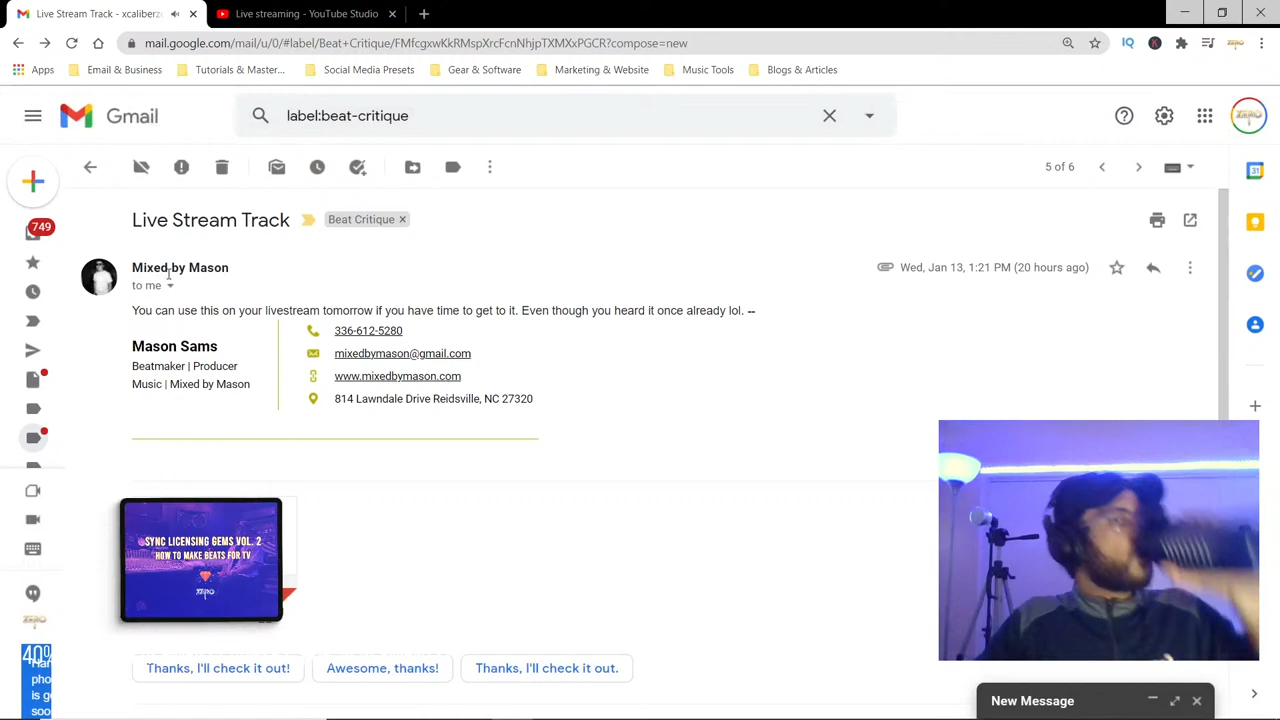 Live Stream Track - xcaliberz
Live streaming - YouTube Studio
mail.google.com/mail/u/0/#label/Beat+Critique/FMfcgxwKkRMspXrcFzFnnjpTXMXxPGCR?compose=new
Apps
Email & Business
Tutorials & Master...
Social Media Presets
Gear & Software
Marketing & Website
Music Tools
Blogs & Articles
Gmail
label:beat-critique
5 of 6
749
Live Stream Track
Beat Critique
Mixed by Mason
Wed, Jan 13, 1:21 PM (20 hours ago)
to me
You can use this on your livestream tomorrow if you have time to get to it. Even though you heard it once already lol. --
Mason Sams
Beatmaker | Producer
Music | Mixed by Mason
336-612-5280
mixedbymason@gmail.com
www.mixedbymason.com
814 Lawndale Drive Reidsville, NC 27320
SYNC LICENSING GEMS VOL. 2
HOW TO MAKE BEATS FOR TV
ZERO
Thanks, I'll check it out!
Awesome, thanks!
Thanks, I'll check it out.
40%
pho
is g
soo
New Message
31